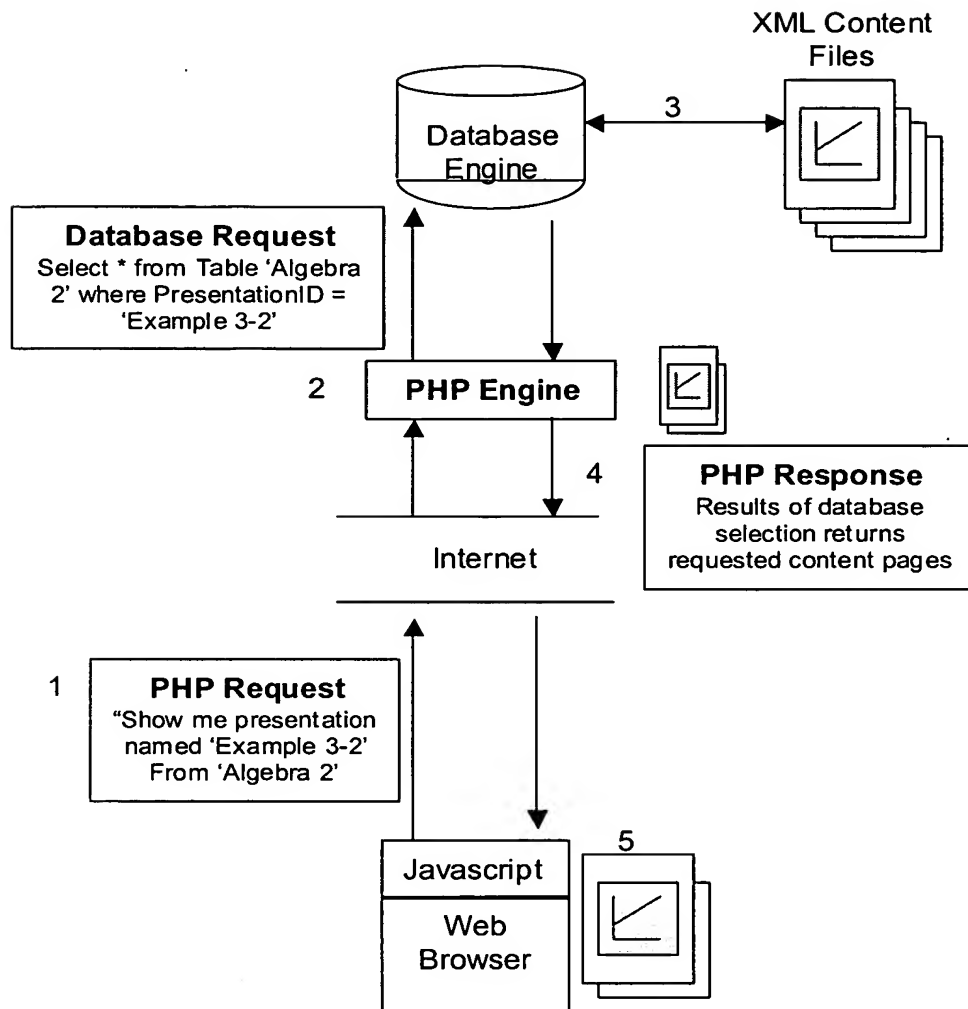 XML Content
Files
3
Database
Engine
Database Request
Select * from Table ‘Algebra
2’ where PresentationID =
‘Example 3-2’
2
PHP Engine
4
PHP Response
Results of database
selection returns
requested content pages
Internet
1
PHP Request
“Show me presentation
named ‘Example 3-2’
From ‘Algebra 2’
5
Javascript
Web
Browser